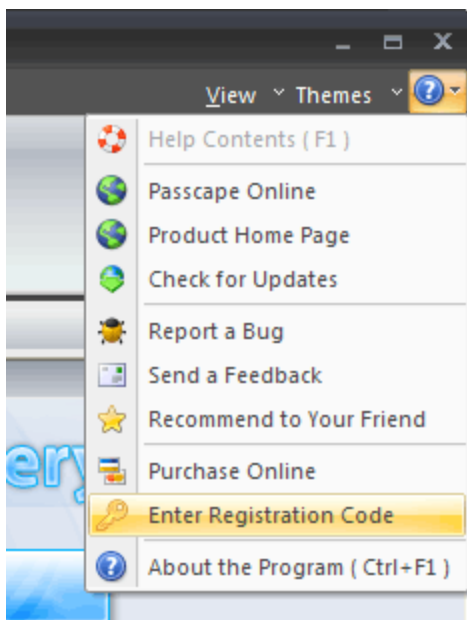 View Themes
Help Contents ( F1 )
Passcape Online
Product Home Page
Check for Updates
Report a Bug
Send a Feedback
Recommend to Your Friend
ery
Purchase Online
Enter Registration Code
About the Program ( Ctrl+F1 )